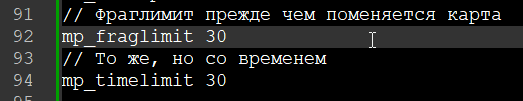 91 // Фраглимит прежде чем поменяется карта
92 mp_fraglimit 30
93 // То же, но со временем
94 mp_timelimit 30